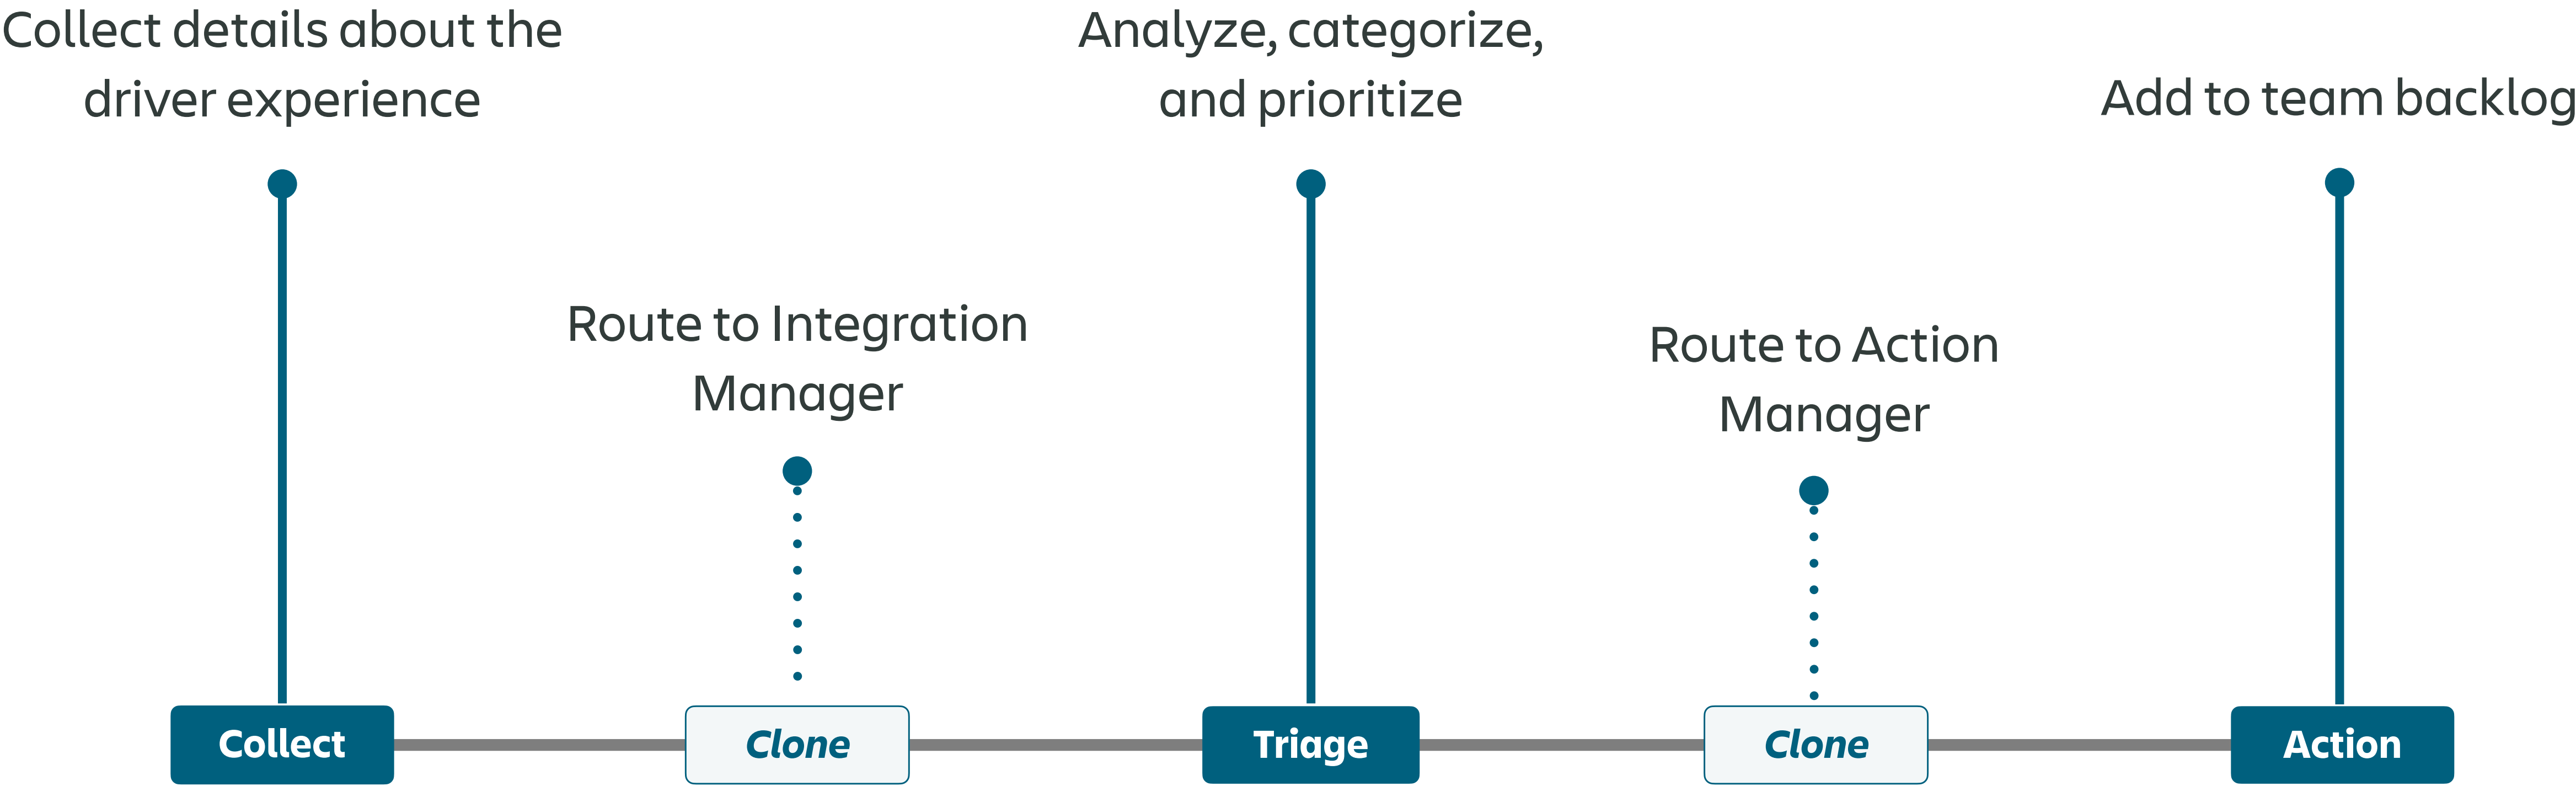 Collect details about the
driver experience
Analyze, categorize,
and prioritize
Add to team backlog
Route to Integration
Manager
Route to Action
Manager
Collect
Clone
Triage
Clone
Action